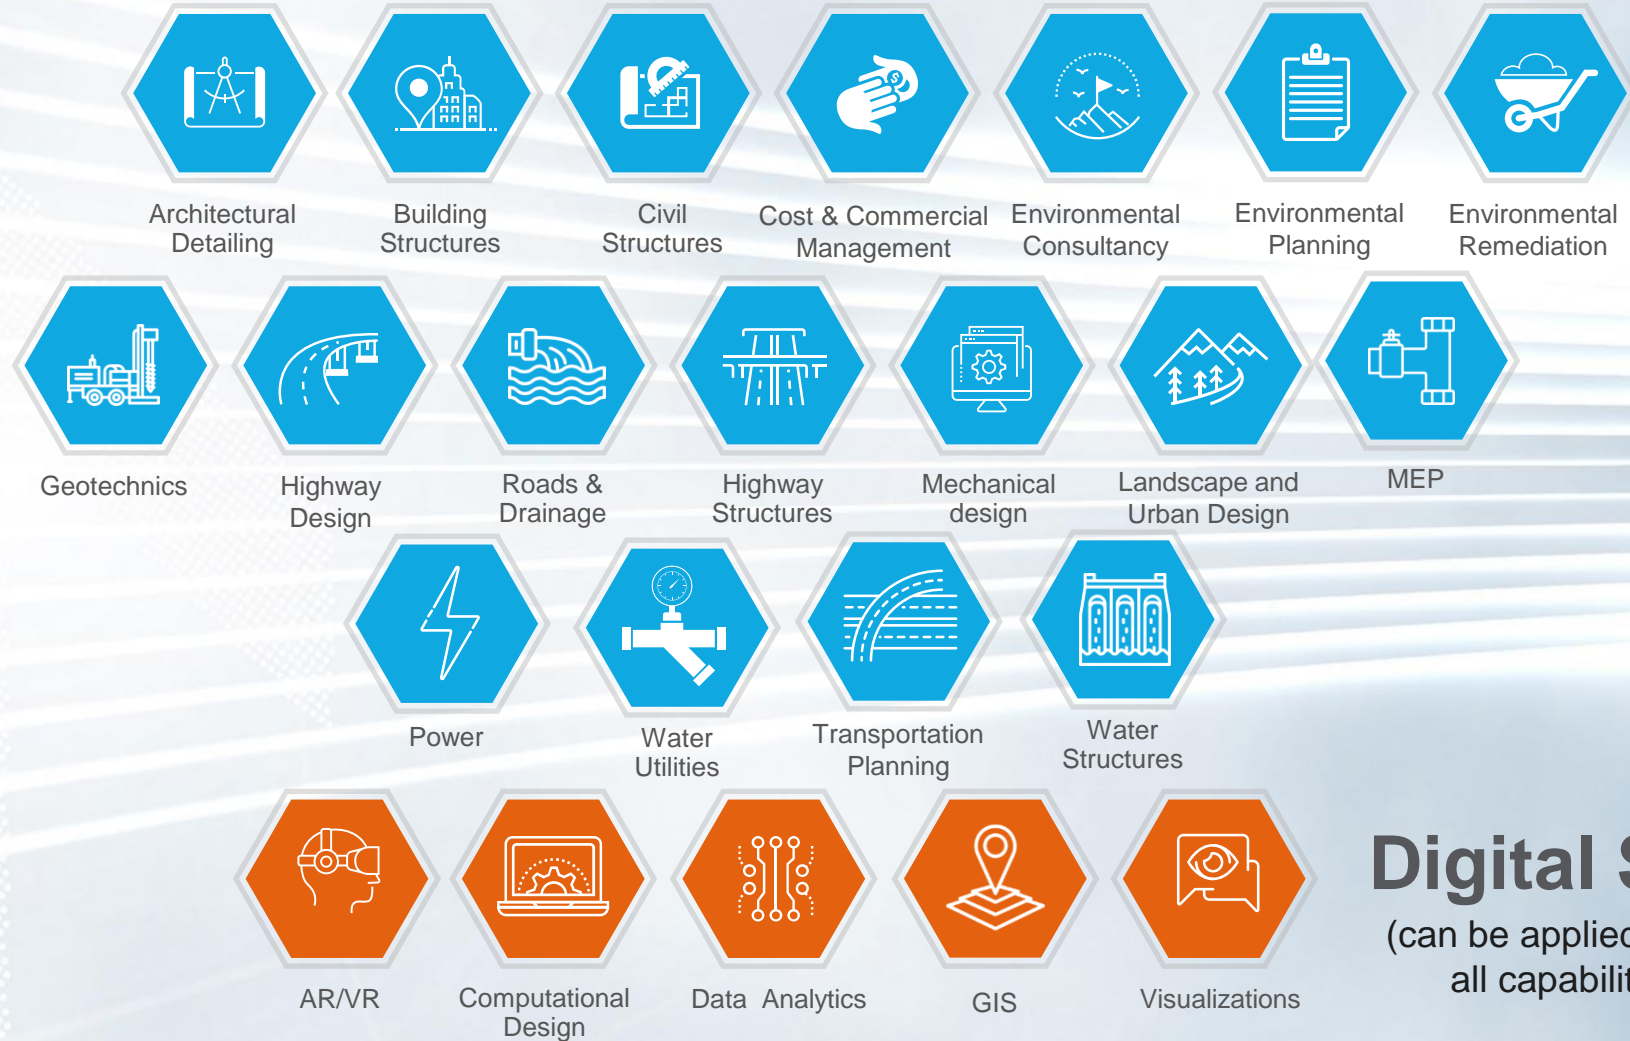 Architectural
Detailing
Building
Structures
Civil
Structures
Cost & Commercial
Management
Environmental
Consultancy
Environmental
Planning
Environmental
Remediation
Geotechnics
Highway
Design
Roads &
Drainage
Highway
Structures
Mechanical
design
Landscape and
Urban Design
MEP
Power
Water
Utilities
Transportation
Planning
Water
Structures
AR/VR
Computational
Design
Data Analytics
GIS
Visualizations
Digital
(can be applied
all